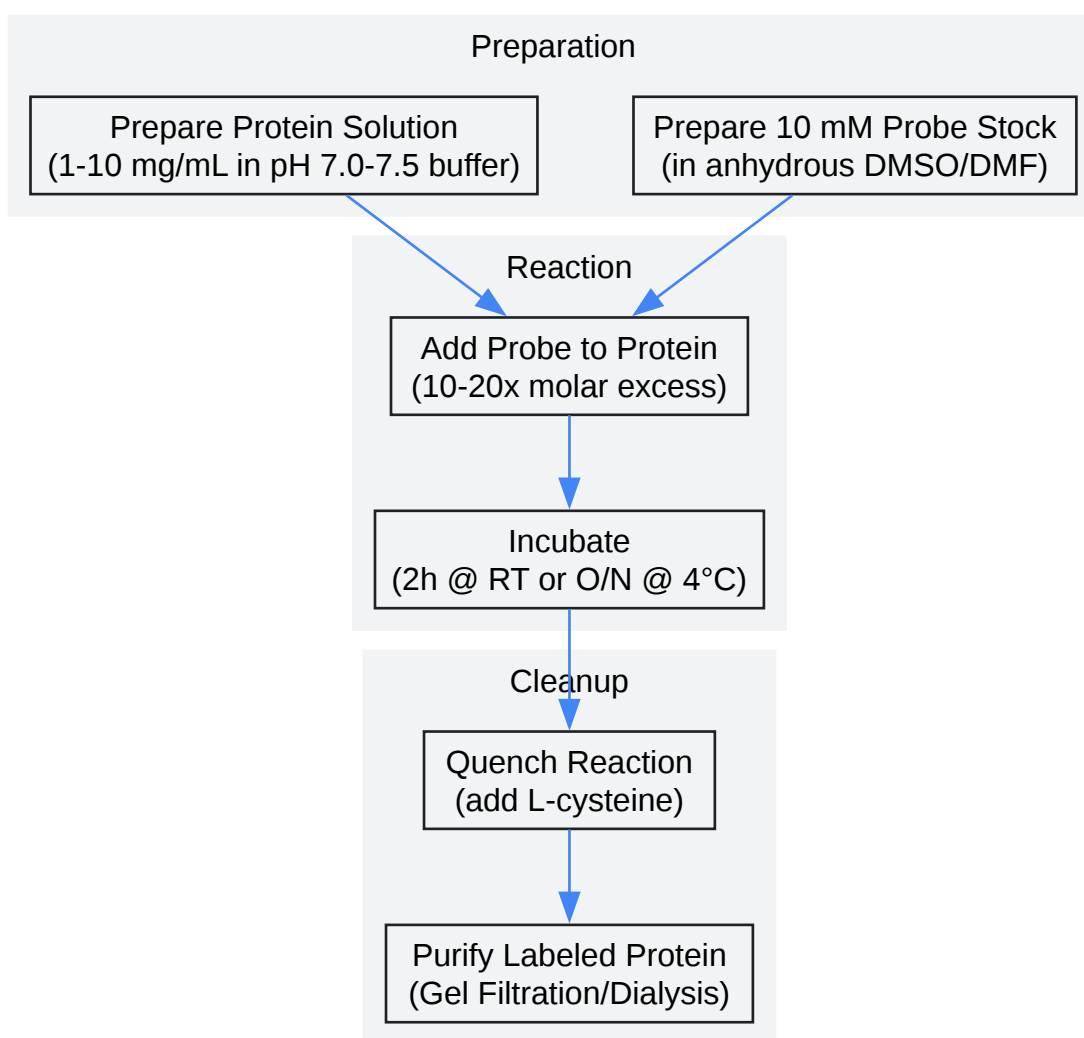 Preparation
Prepare Protein Solution
(1-10 mg/mL in pH 7.0-7.5 buffer)
Prepare 10 mM Probe Stock
(in anhydrous DMSO/DMF)
Reaction
Add Probe to Protein
(10-20x molar excess)
Incubate
(2h @ RT or O/N @ 4°C)
Cleanup
Quench Reaction
(add L-cysteine)
Purify Labeled Protein
(Gel Filtration/Dialysis)